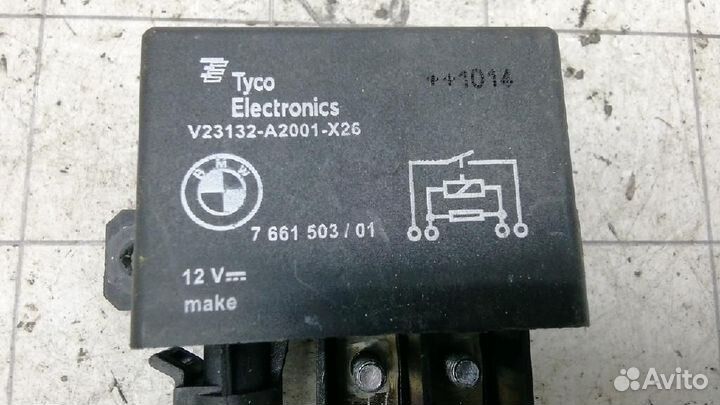 Tyco
Electronics
++1014
V23132-A2001-X26
BMW
7 661 503 / 01
12 V
make
Avito